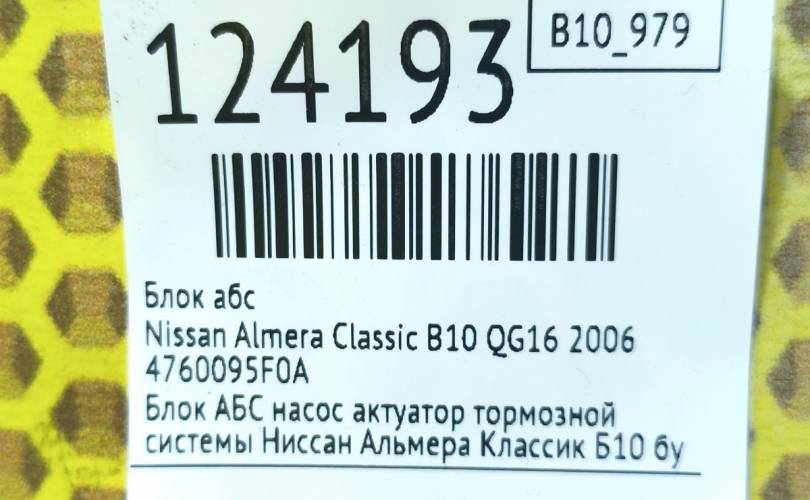 124193
B10_979
Блок абс
Nissan Almera Classic B10 QG16 2006
4760095F0A
Блок АБС насос актуатор тормозной
системы Ниссан Альмера Классик Б10 бу